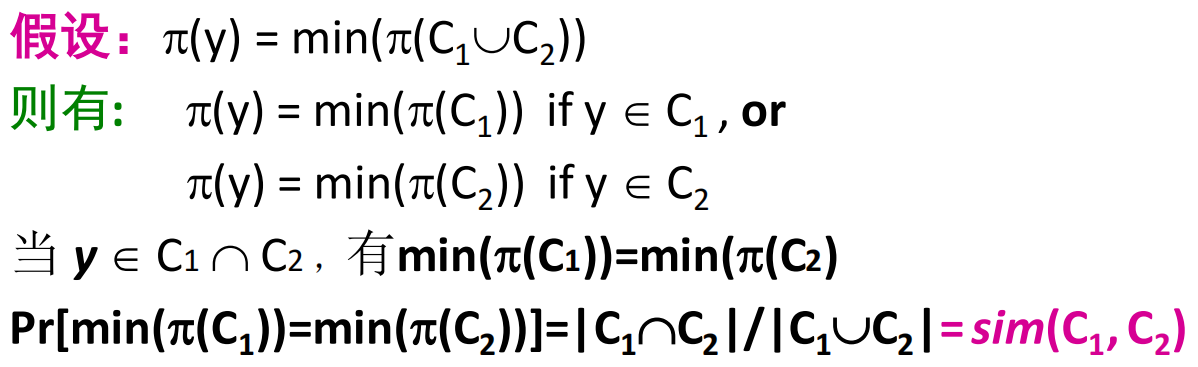 假设：π(y) = min(π(C₁∪C₂))
则有: π(y) = min(π(C₁)) if y ∈ C₁ , or
π(y) = min(π(C₂)) if y ∈ C₂
当 y ∈ C1 ∩ C2 ，有min(π(C1))=min(π(C2)
Pr[min(π(C₁))=min(π(C₂))]=|C₁∩C₂|/|C₁∪C₂|=sim(C₁, C₂)